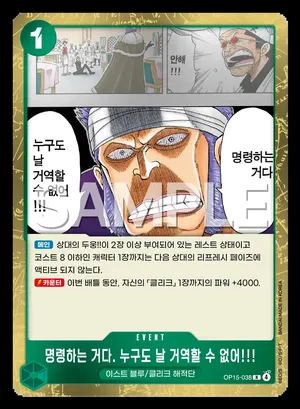 1
안해
!!!
누구도
날
거역할
수 없어
!!!
명령하는
거다.
SAMPLE
메인 상대의 두웅!!이 2장 이상 부여되어 있는 레스트 상태이고
코스트 8 이하인 캐릭터 1장까지는 다음 상대의 리프레시 페이즈에
액티브 되지 않는다.
카운터 이번 배틀 동안, 자신의 「클리크」 1장까지의 파워 +4000.
EVENT
OP15-038
명령하는 거다. 누구도 날 거역할 수 없어!!!
이스트 블루/클리크 해적단